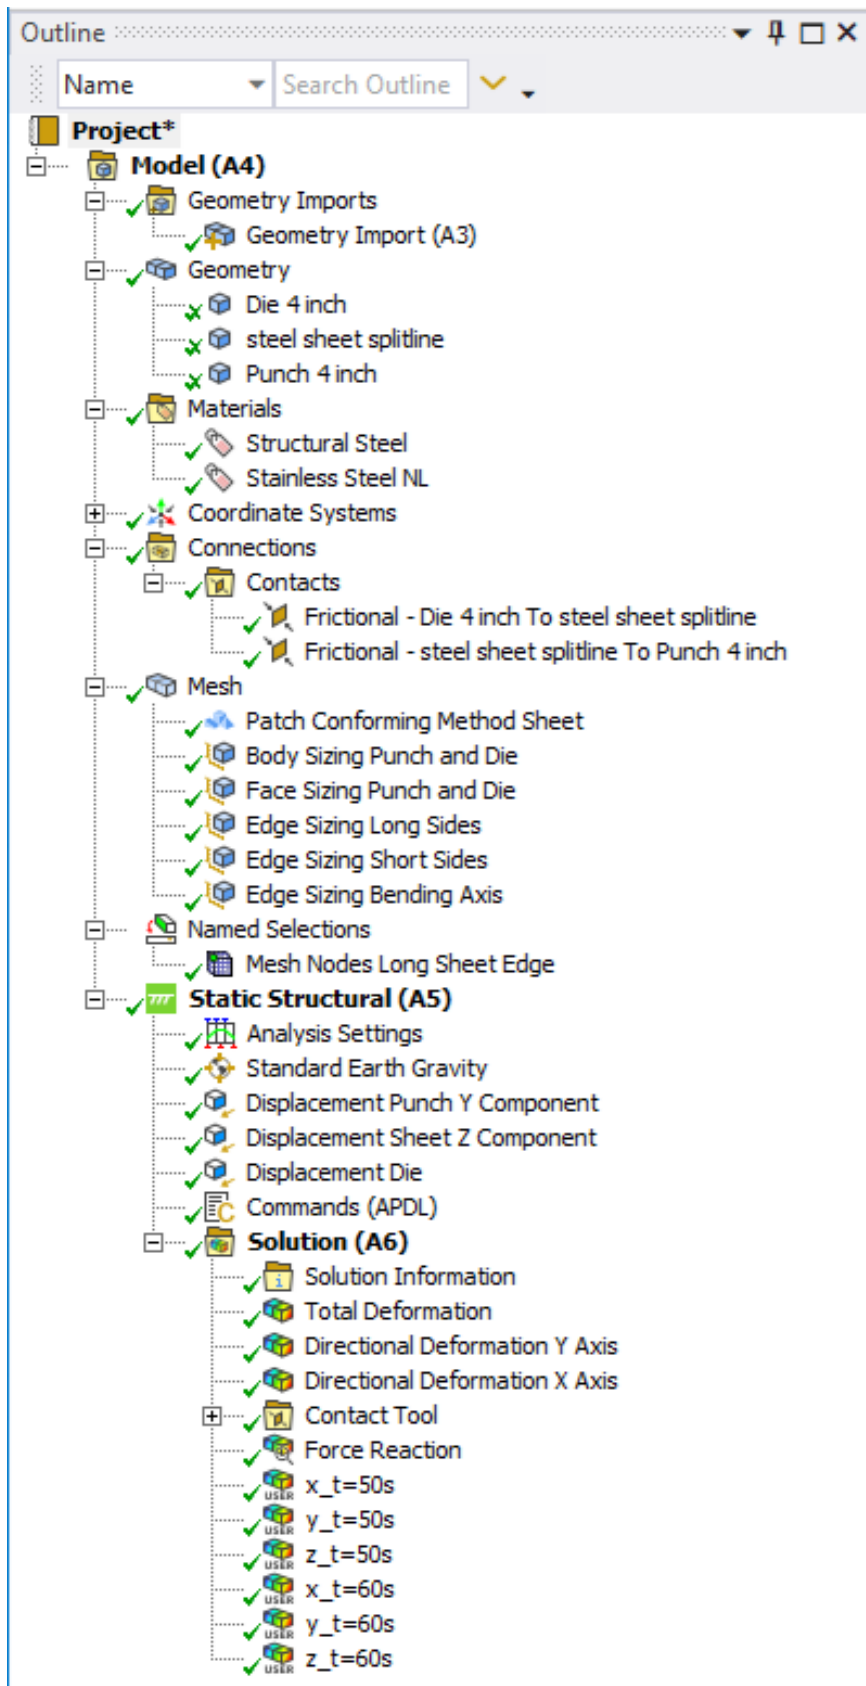 Outline
Name Search Outline
Project*
Model (A4)
Geometry Imports
Geometry Import (A3)
Geometry
Die 4 inch
steel sheet splitline
Punch 4 inch
Materials
Structural Steel
Stainless Steel NL
Coordinate Systems
Connections
Contacts
Frictional - Die 4 inch To steel sheet splitline
Frictional - steel sheet splitline To Punch 4 inch
Mesh
Patch Conforming Method Sheet
Body Sizing Punch and Die
Face Sizing Punch and Die
Edge Sizing Long Sides
Edge Sizing Short Sides
Edge Sizing Bending Axis
Named Selections
Mesh Nodes Long Sheet Edge
Static Structural (A5)
Analysis Settings
Standard Earth Gravity
Displacement Punch Y Component
Displacement Sheet Z Component
Displacement Die
Commands (APDL)
Solution (A6)
Solution Information
Total Deformation
Directional Deformation Y Axis
Directional Deformation X Axis
Contact Tool
Force Reaction
USER x_t=50s
USER y_t=50s
USER z_t=50s
USER x_t=60s
USER y_t=60s
USER z_t=60s